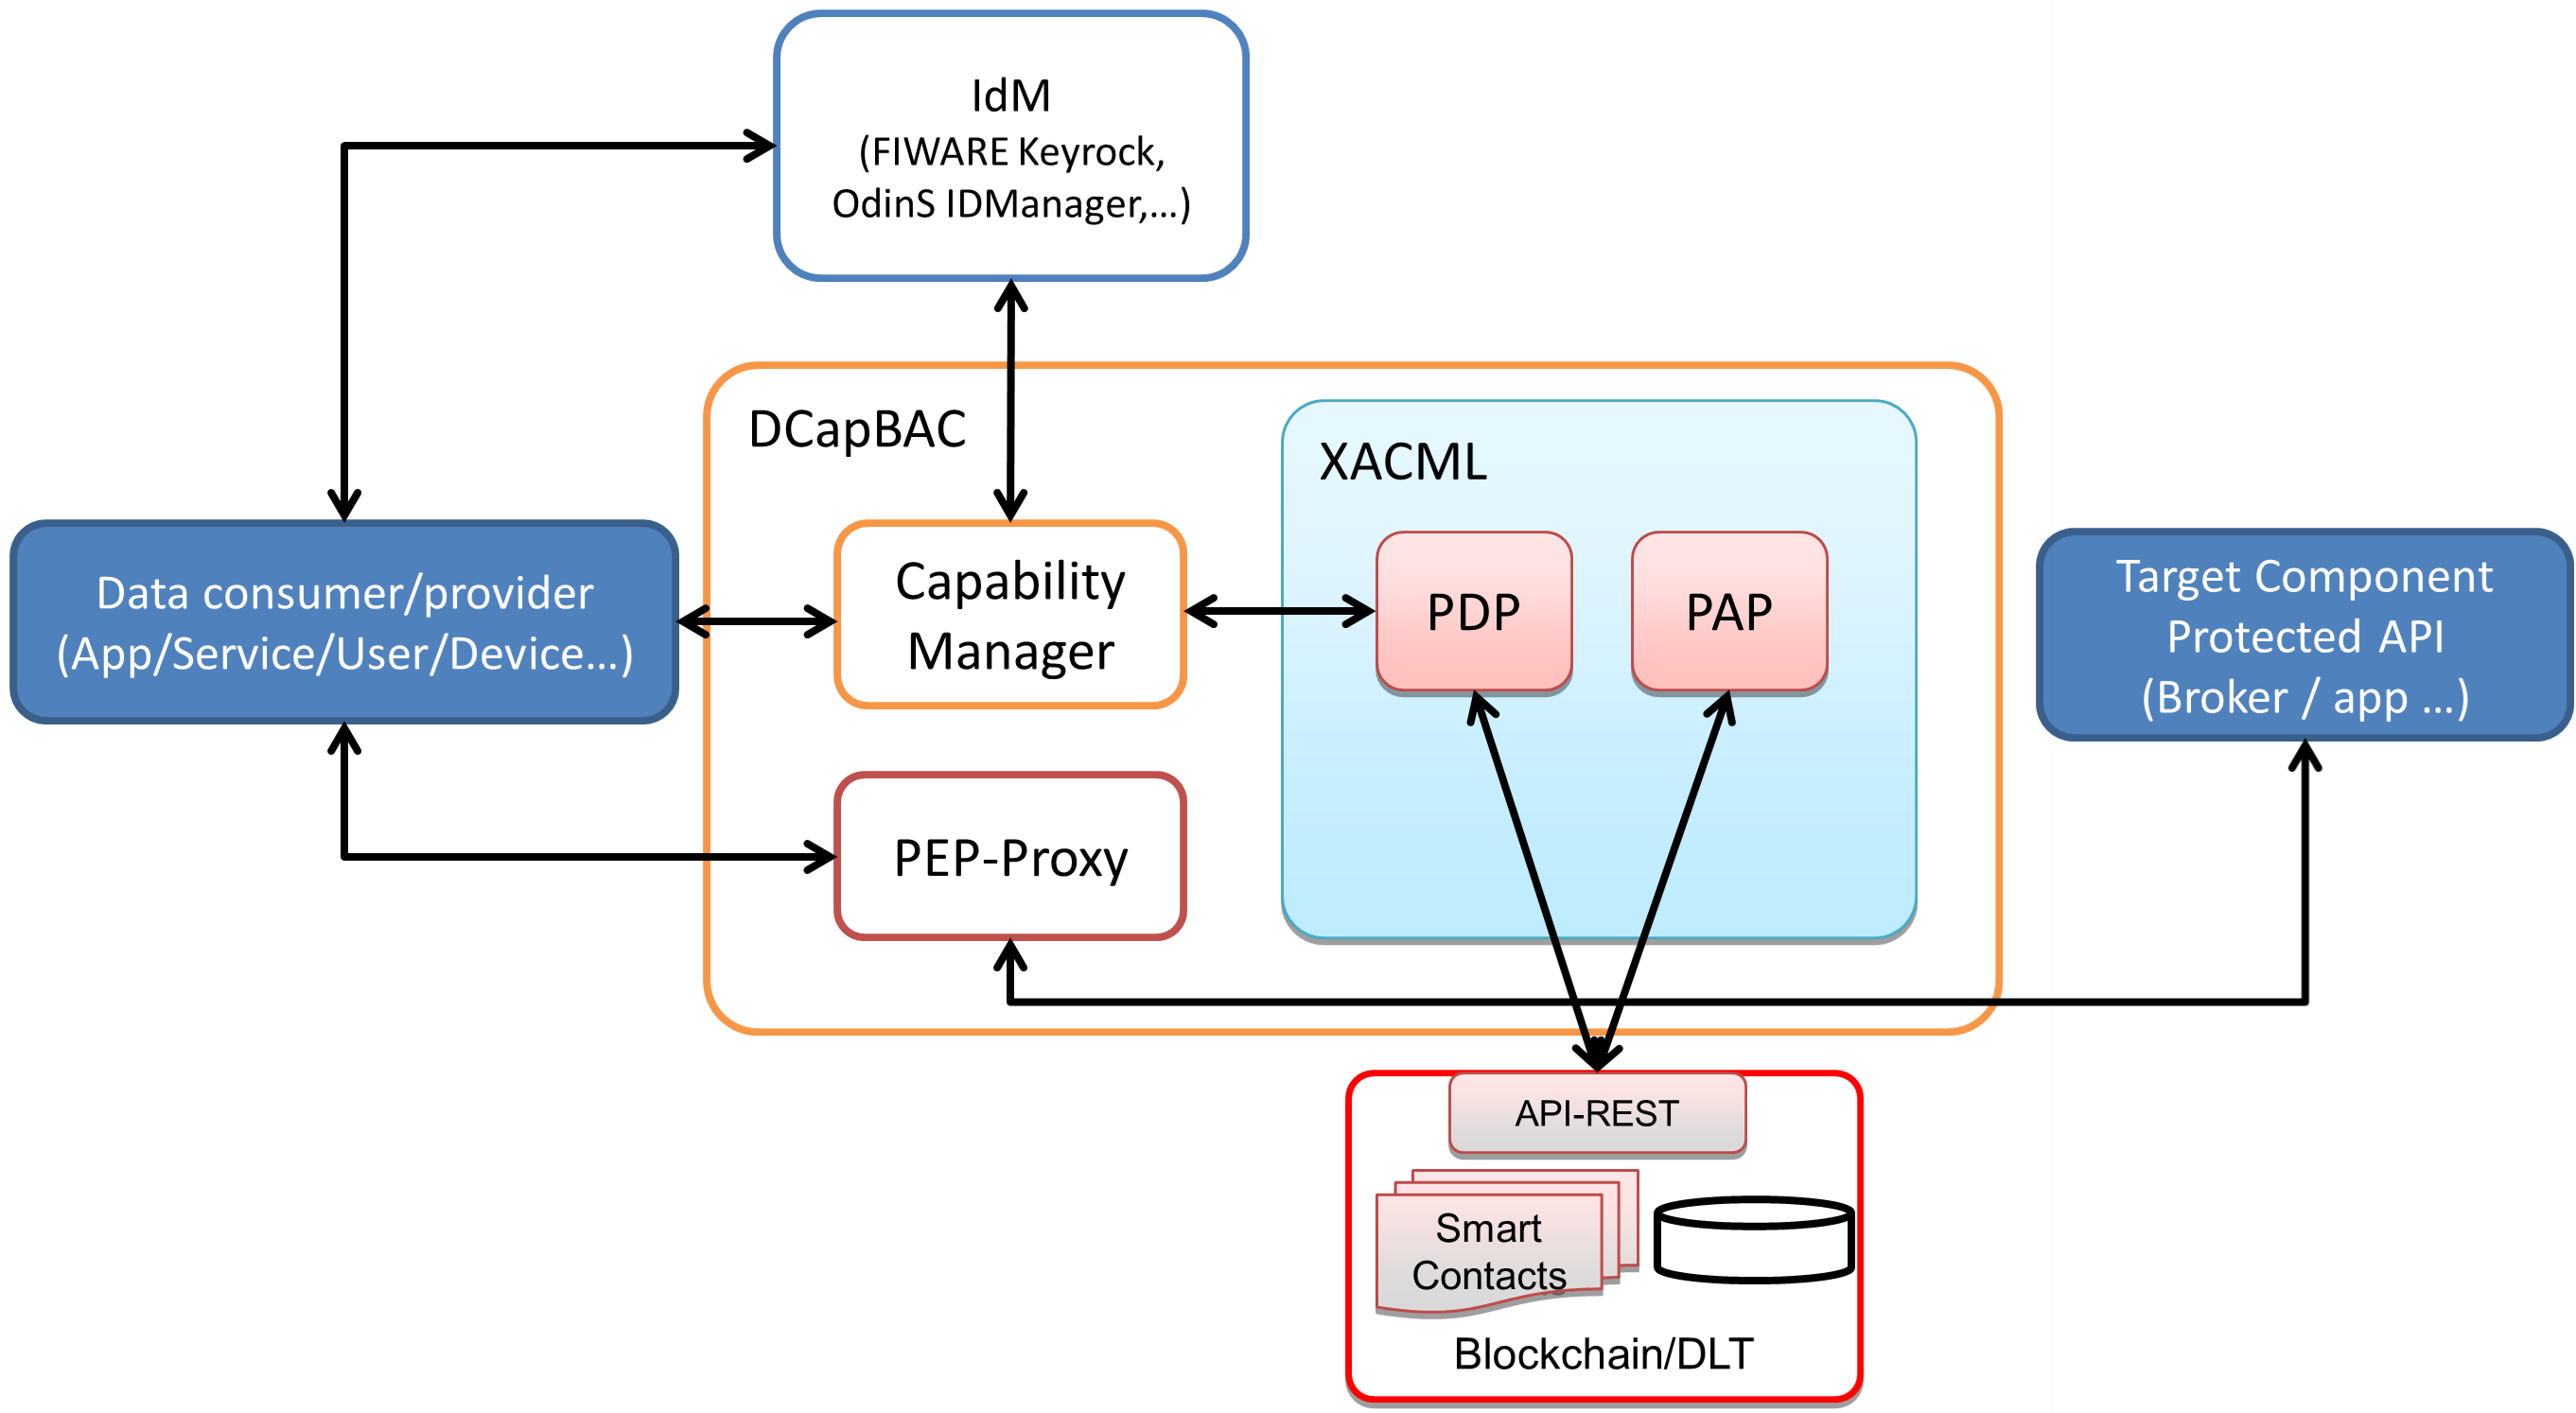 IdM
(FIWARE Keyrock,
OdinS IDManager,...)
DCapBAC
XACML
Data consumer/provider
(App/Service/User/Device...)
Capability
Manager
PDP
PAP
Target Component
Protected API
(Broker / app ...)
PEP-Proxy
API-REST
Smart
Contacts
Blockchain/DLT